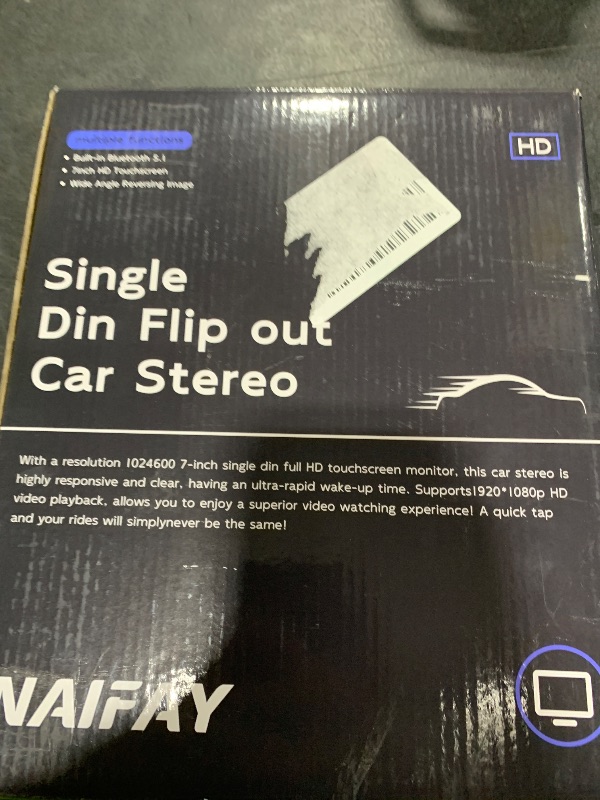 multiple functions
• Built-in Bluetooth 5.1
• 7inch HD Touchscreen
• Wide Angle Reversing Image
HD
Single
Din Flip out
Car Stereo
With a resolution 1024600 7-inch single din full HD touchscreen monitor, this car stereo is
highly responsive and clear, having an ultra-rapid wake-up time. Supports1920*1080p HD
video playback, allows you to enjoy a superior video watching experience! A quick tap
and your rides will simplynever be the same!
NAIFAY